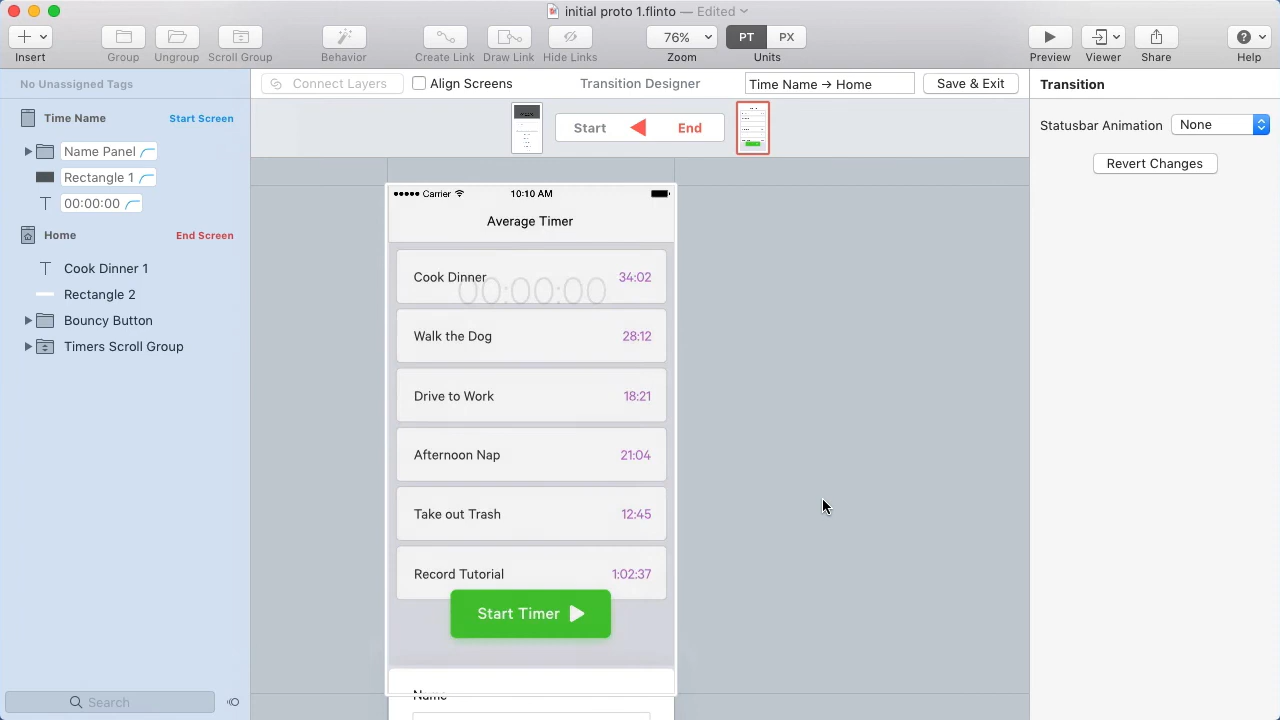 initial proto 1.flinto — Edited
Insert
Group
Ungroup
Scroll Group
Behavior
Create Link
Draw Link
Hide Links
76%
Zoom
PT
PX
Units
Preview
Viewer
Share
Help
No Unassigned Tags
Connect Layers
Align Screens
Transition Designer
Time Name → Home
Save & Exit
Transition
Time Name
Start Screen
Name Panel
Rectangle 1
00:00:00
Home
End Screen
Cook Dinner 1
Rectangle 2
Bouncy Button
Timers Scroll Group
Search
Start
End
Statusbar Animation
None
Revert Changes
Carrier
10:10 AM
Average Timer
Cook Dinner
34:02
00:00:00
Walk the Dog
28:12
Drive to Work
18:21
Afternoon Nap
21:04
Take out Trash
12:45
Record Tutorial
1:02:37
Start Timer
Name